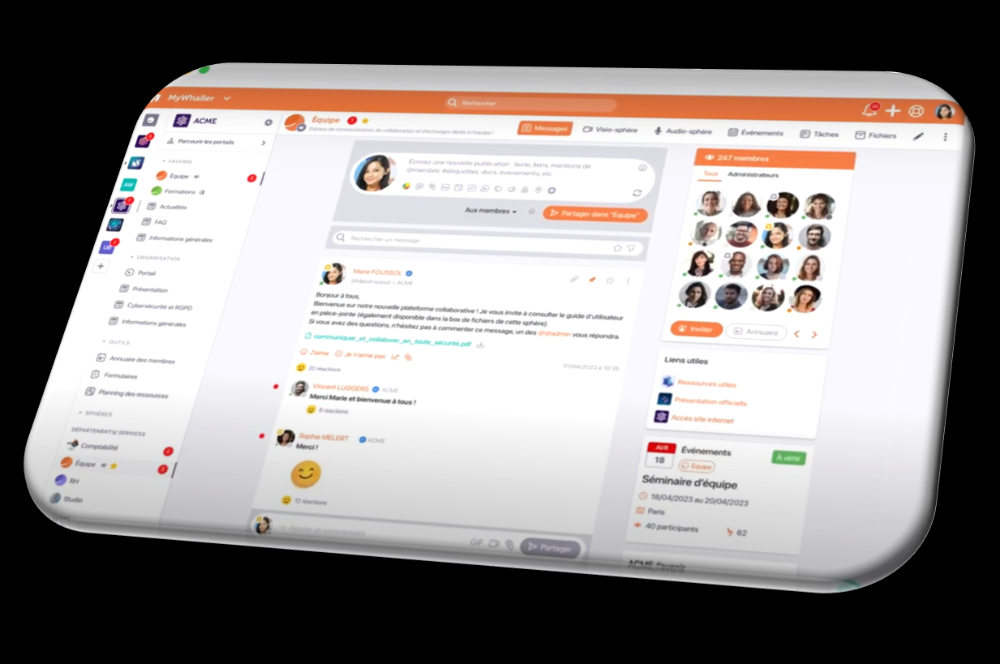 MyWhaller
Rechercher
ACME
Parcourir les portails
FAVORIS
Équipe
Formations
Actualités
FAQ
Informations générales
ORGANISATION
Portail
Présentation
Cybersécurité et RGPD
Informations générales
OUTILS
Annuaire des membres
Formulaires
Planning des ressources
SPHÈRES
DÉPARTEMENTS/ SERVICES
Comptabilité
Équipe
RH
Studio
AW
UB
Équipe
Espace de communication, de collaboration et d'échanges dédié à l'équipe !
Messages
Visio-sphère
Audio-sphère
Événements
Tâches
Fichiers
Écrivez une nouvelle publication : texte, liens, mentions de
@membre, #étiquettes, docs, événements, etc
Aux membres
Partager dans "Équipe"
Rechercher un message
Marie FOUSSOL
@MarieFoussol • ACME
Bonjour à tous,
Bienvenue sur notre nouvelle plateforme collaborative ! Je vous invite à consulter le guide d'utilisateur
en pièce-jointe (également disponible dans la box de fichiers de cette sphère).
Si vous avez des questions, n'hésitez pas à commenter ce message, un des @@admin vous répondra.
communiquer_et_collaborer_en_toute_sécurité.pdf
J'aime
Je n'aime pas
01/04/2023 à 10:35
20 réactions
Vincent LUGGERS
ACME
Merci Marie et bienvenue à tous !
8 réactions
Sophie MELERT
ACME
Merci !
12 réactions
Ajouter un commentaire
GIF
Partager
247 membres
Tous
Administrateurs
Inviter
Annuaire
Liens utiles
Ressources utiles
Présentation officielle
Accès site internet
AVR
18
Événements
À venir
Équipe
Séminaire d'équipe
18/04/2023 au 20/04/2023
Paris
40 participants
62